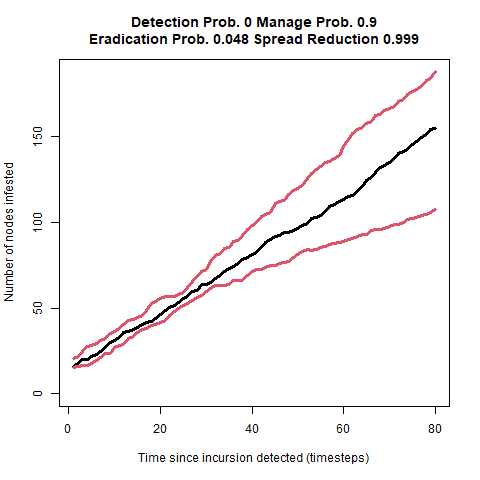 Detection Prob. 0 Manage Prob. 0.9
Eradication Prob. 0.048 Spread Reduction 0.999
Number of nodes infested
150
100
50
0
0 20 40 60 80
Time since incursion detected (timesteps)